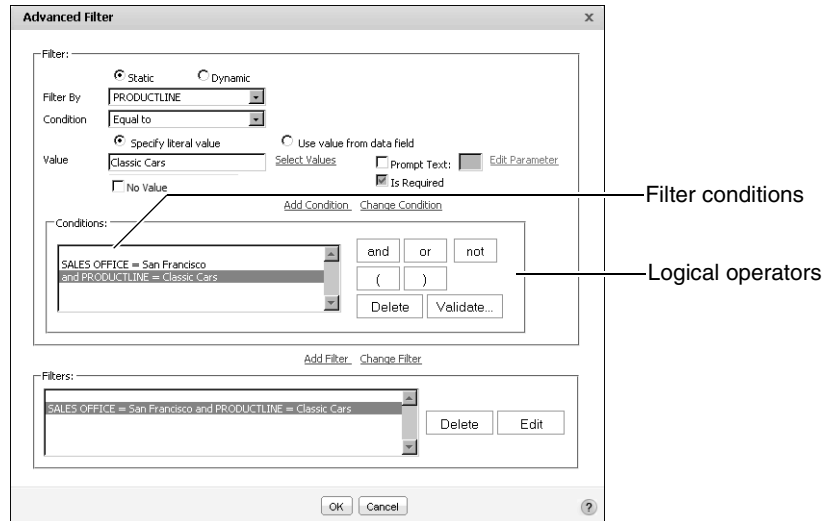 Advanced Filter x
Filter:
Static Dynamic
Filter By PRODUCTLINE
Condition Equal to
Specify literal value Use value from data field
Value Classic Cars Select Values Prompt Text: Edit Parameter
Is Required
No Value
Add Condition Change Condition
Filter conditions
Conditions:
SALES OFFICE = San Francisco
and PRODUCTLINE = Classic Cars
and or not
( )
Delete Validate...
Logical operators
Add Filter Change Filter
Filters:
SALES OFFICE = San Francisco and PRODUCTLINE = Classic Cars
Delete Edit
OK Cancel ?